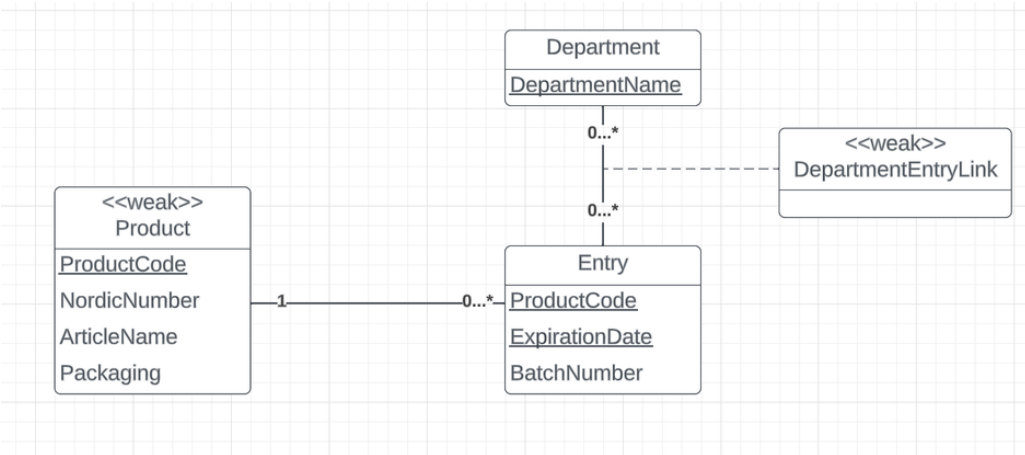 Department
DepartmentName
0...*
<<weak>>
DepartmentEntryLink
<<weak>>
Product
ProductCode
NordicNumber
ArticleName
Packaging
1
0...*
0...*
Entry
ProductCode
ExpirationDate
BatchNumber